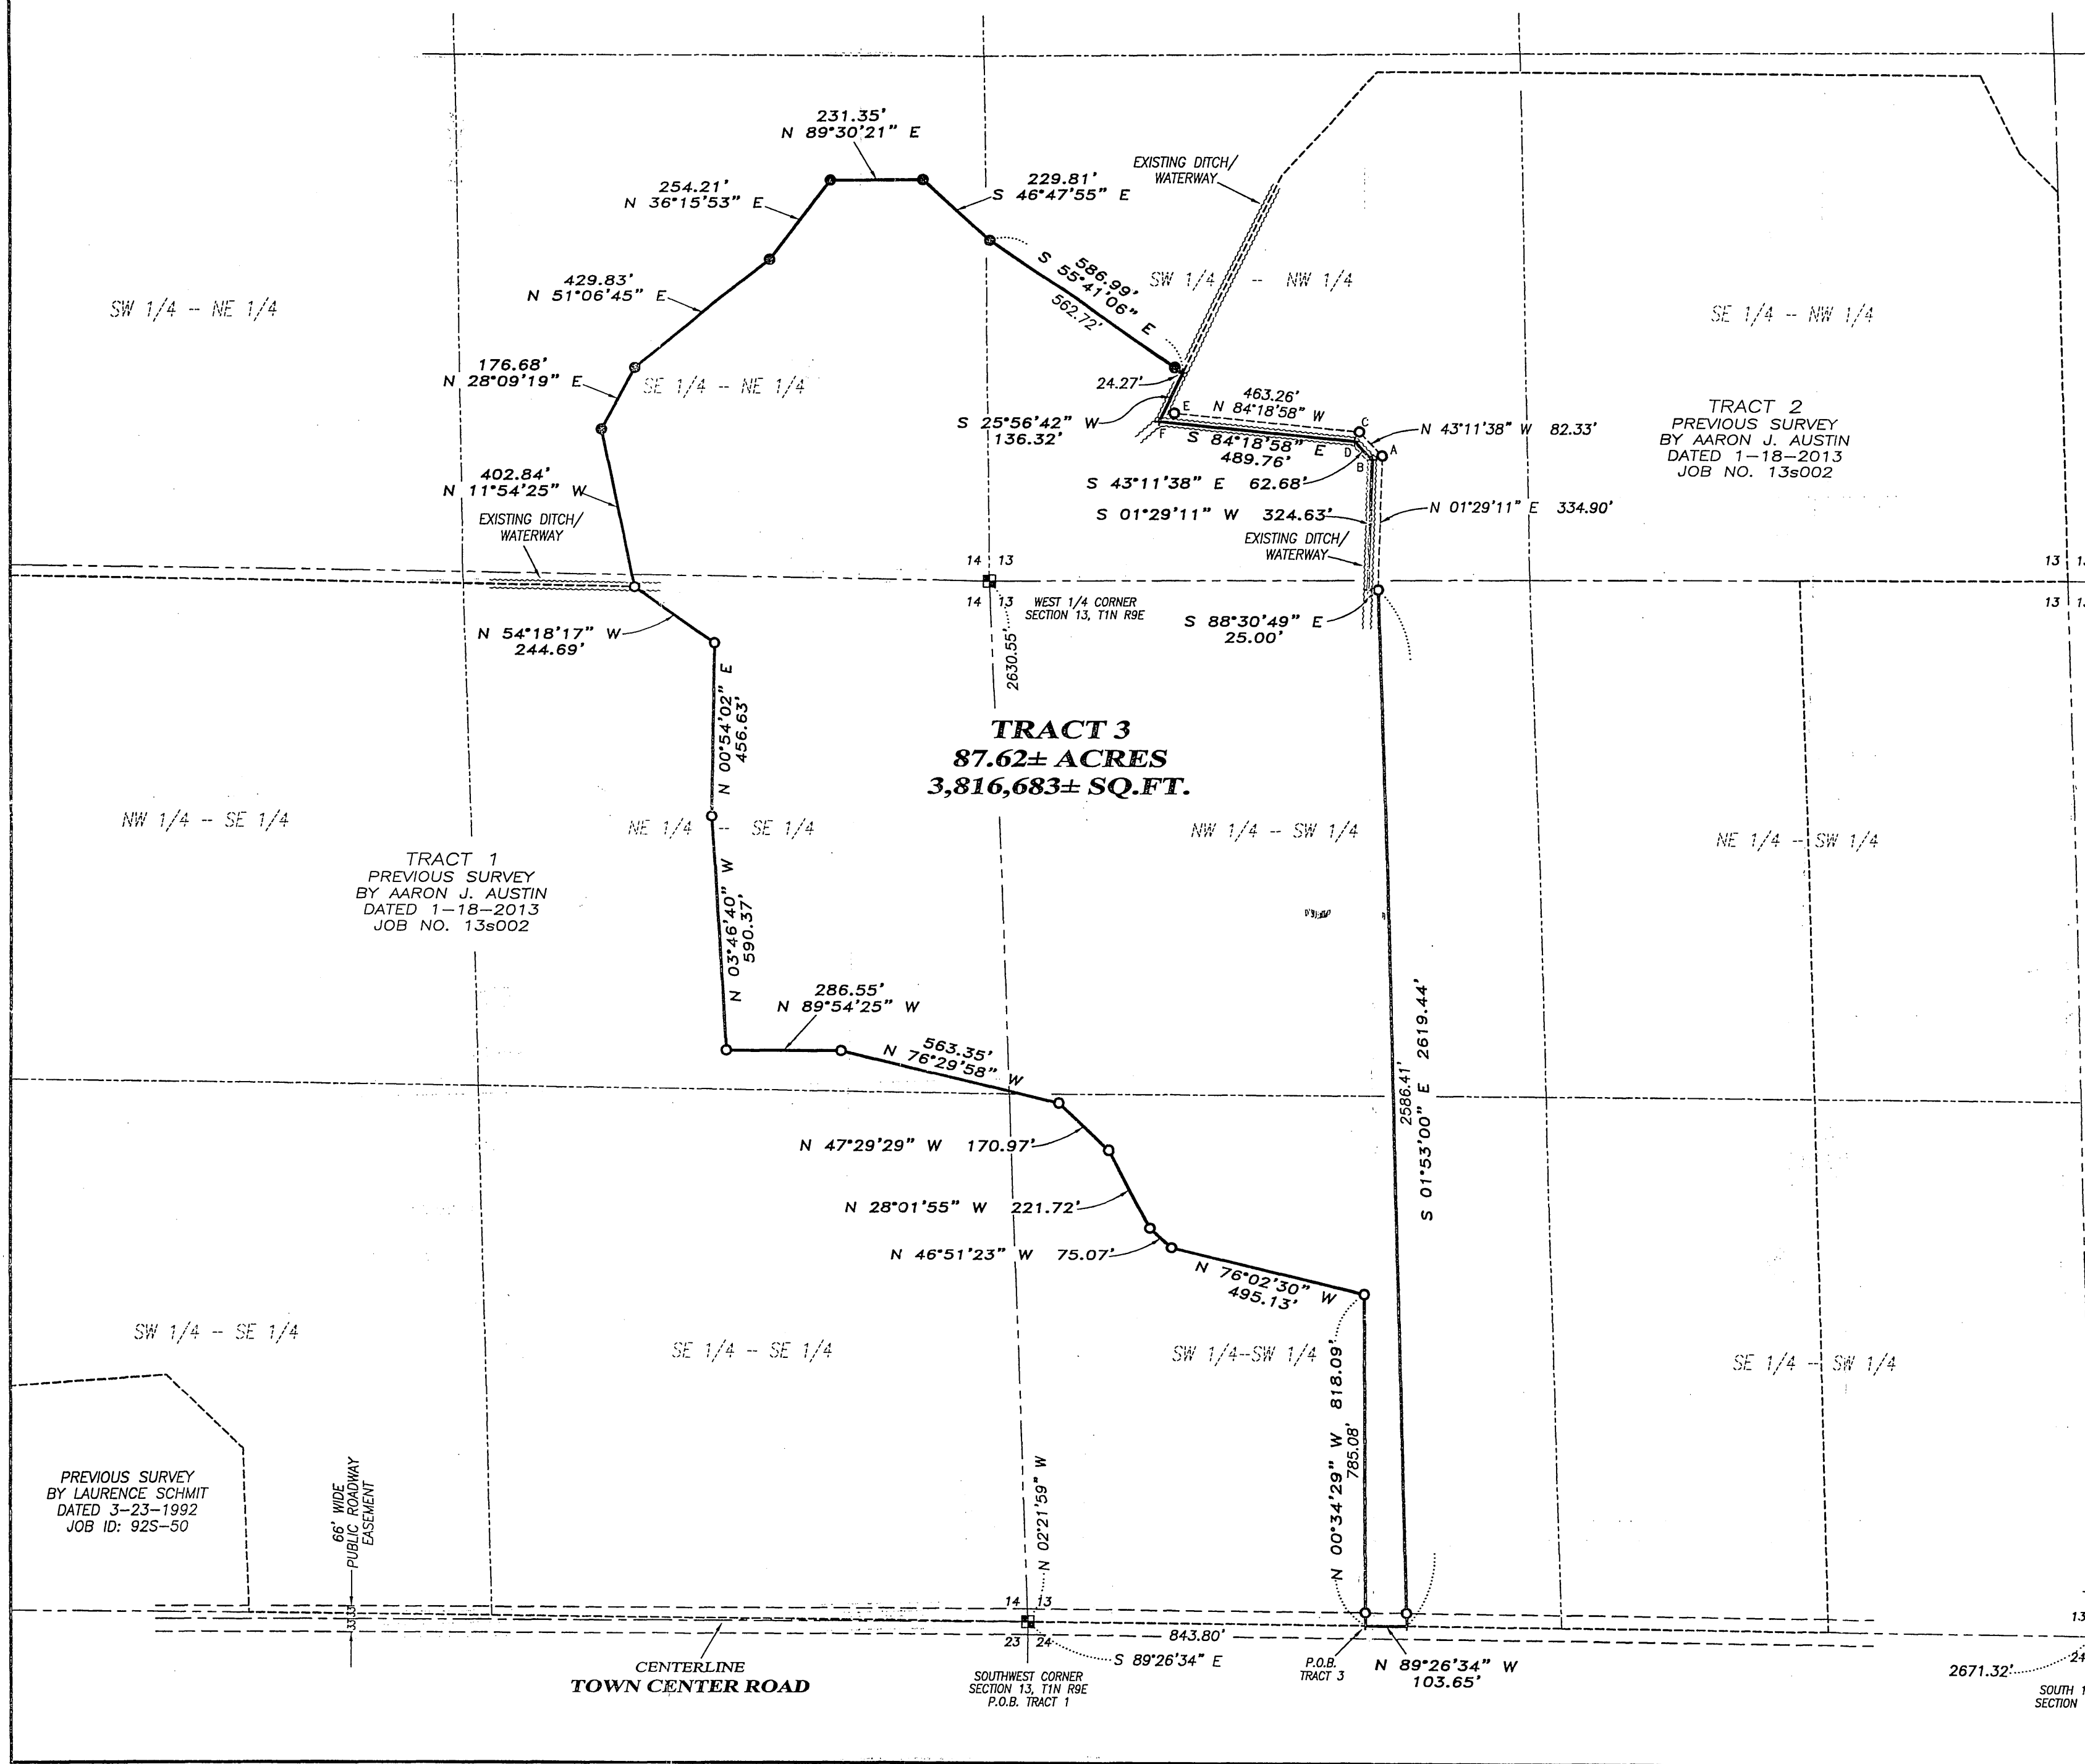 231.35'
N 89°30'21" E
254.21'
N 36°15'53" E
229.81'
S 46°47'55" E
EXISTING DITCH/
WATERWAY
586.99'
S 55°41'06" E
562.72'
SW 1/4 - NW 1/4
SE 1/4 - NW 1/4
SW 1/4 - NE 1/4
429.83'
N 51°06'45" E
176.68'
N 28°09'19" E
SE 1/4 - NE 1/4
24.27'
E
463.26'
N 84°18'58" W
C
N 43°11'38" W 82.33'
TRACT 2
PREVIOUS SURVEY
BY AARON J. AUSTIN
DATED 1-18-2013
JOB NO. 13s002
S 25°56'42" W
136.32'
F
S 84°18'58" E
489.76'
D
B
A
402.84'
N 11°54'25" W
S 43°11'38" E 62.68'
S 01°29'11" W 324.63'
N 01°29'11" E 334.90'
EXISTING DITCH/
WATERWAY
EXISTING DITCH/
WATERWAY
14 13
14 13
WEST 1/4 CORNER
SECTION 13, T1N R9E
S 88°30'49" E
25.00'
13
13
N 54°18'17" W
244.69'
2630.55'
N 00°54'02" E
456.63'
TRACT 3
87.62± ACRES
3,816,683± SQ.FT.
NW 1/4 - SE 1/4
NE 1/4 - SE 1/4
NW 1/4 - SW 1/4
NE 1/4 - SW 1/4
TRACT 1
PREVIOUS SURVEY
BY AARON J. AUSTIN
DATED 1-18-2013
JOB NO. 13s002
N 03°46'40" W
590.37'
286.55'
N 89°54'25" W
563.35'
N 76°29'58" W
2586.41'
S 01°53'00" E 2619.44'
N 47°29'29" W 170.97'
N 28°01'55" W 221.72'
N 46°51'23" W 75.07'
N 76°02'30" W
495.13'
SW 1/4 - SE 1/4
SE 1/4 - SE 1/4
SW 1/4--SW 1/4
SE 1/4 - SW 1/4
N 00°34'29" W 818.09'
785.08'
PREVIOUS SURVEY
BY LAURENCE SCHMIT
DATED 3-23-1992
JOB ID: 92S-50
66' WIDE
PUBLIC ROADWAY
EASEMENT
33 33
N 02°21'59" W
14 13
23 24
843.80'
S 89°26'34" E
CENTERLINE
TOWN CENTER ROAD
SOUTHWEST CORNER
SECTION 13, T1N R9E
P.O.B. TRACT 1
P.O.B.
TRACT 3
N 89°26'34" W
103.65'
13
24
2671.32'
SOUTH 1
SECTION